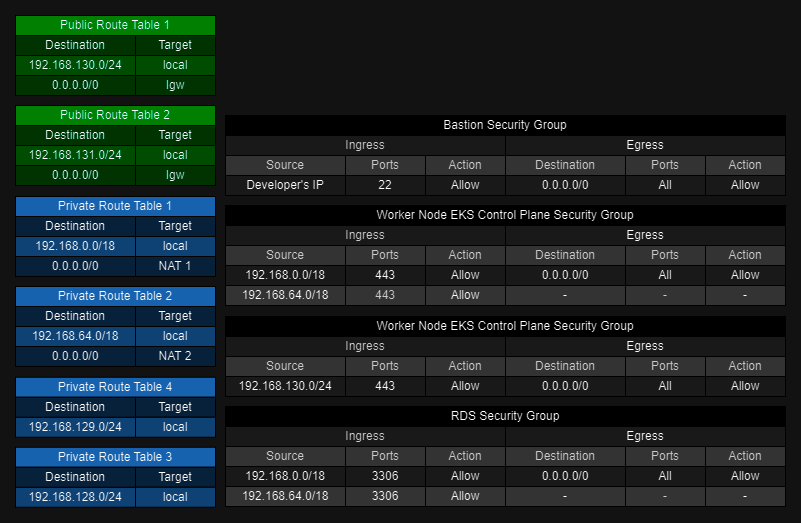 Public Route Table 1
Destination Target
192.168.130.0/24 local
0.0.0.0/0 Igw
Public Route Table 2
Destination Target
192.168.131.0/24 local
0.0.0.0/0 Igw
Private Route Table 1
Destination Target
192.168.0.0/18 local
0.0.0.0/0 NAT 1
Private Route Table 2
Destination Target
192.168.64.0/18 local
0.0.0.0/0 NAT 2
Private Route Table 4
Destination Target
192.168.129.0/24 local
Private Route Table 3
Destination Target
192.168.128.0/24 local
Bastion Security Group
Ingress Egress
Source Ports Action Destination Ports Action
Developer's IP 22 Allow 0.0.0.0/0 All Allow
Worker Node EKS Control Plane Security Group
Ingress Egress
Source Ports Action Destination Ports Action
192.168.0.0/18 443 Allow 0.0.0.0/0 All Allow
192.168.64.0/18 443 Allow - - -
Worker Node EKS Control Plane Security Group
Ingress Egress
Source Ports Action Destination Ports Action
192.168.130.0/24 443 Allow 0.0.0.0/0 All Allow
RDS Security Group
Ingress Egress
Source Ports Action Destination Ports Action
192.168.0.0/18 3306 Allow 0.0.0.0/0 All Allow
192.168.64.0/18 3306 Allow - - -